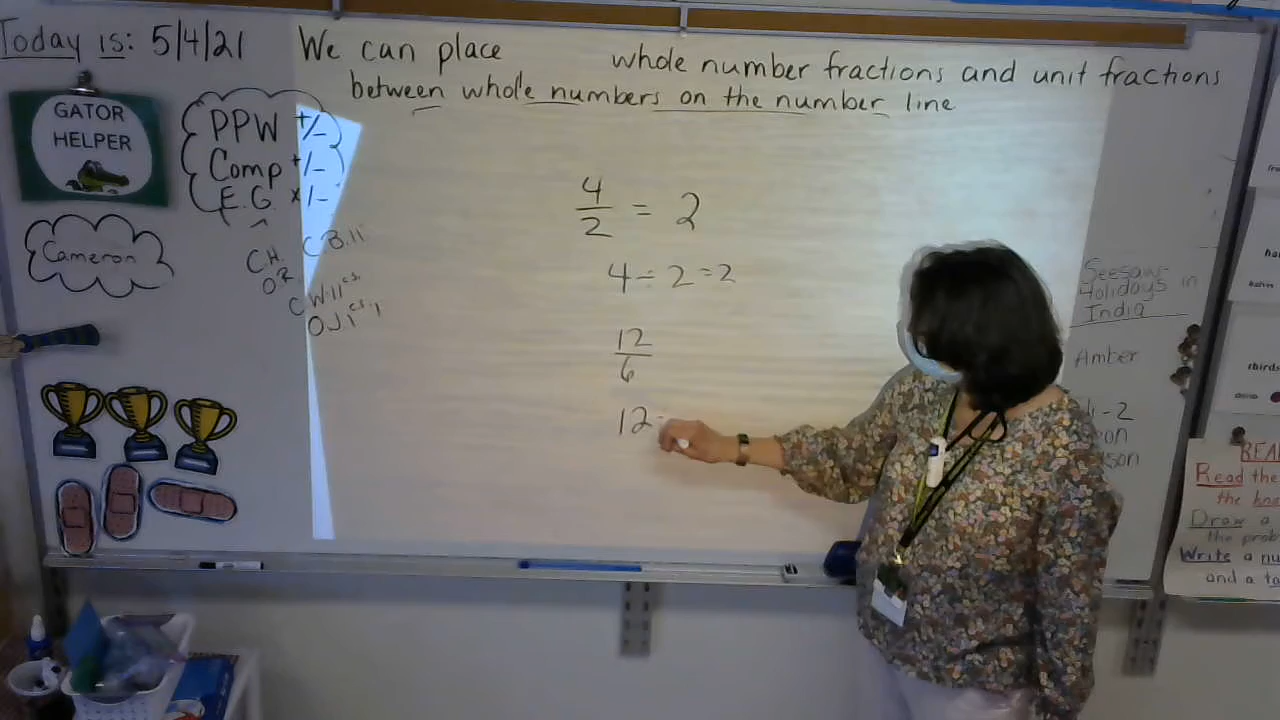 Today is: 5/4/21
We can place whole number fractions and unit fractions
between whole numbers on the number line
GATOR
HELPER
PPW +/-
Comp +/-
E.G. ×/-
Cameron
4/2 = 2
4 ÷ 2 = 2
12/6
12
Seesaw
Holidays in
India
Amber
Read the
Draw a
Write a
and a